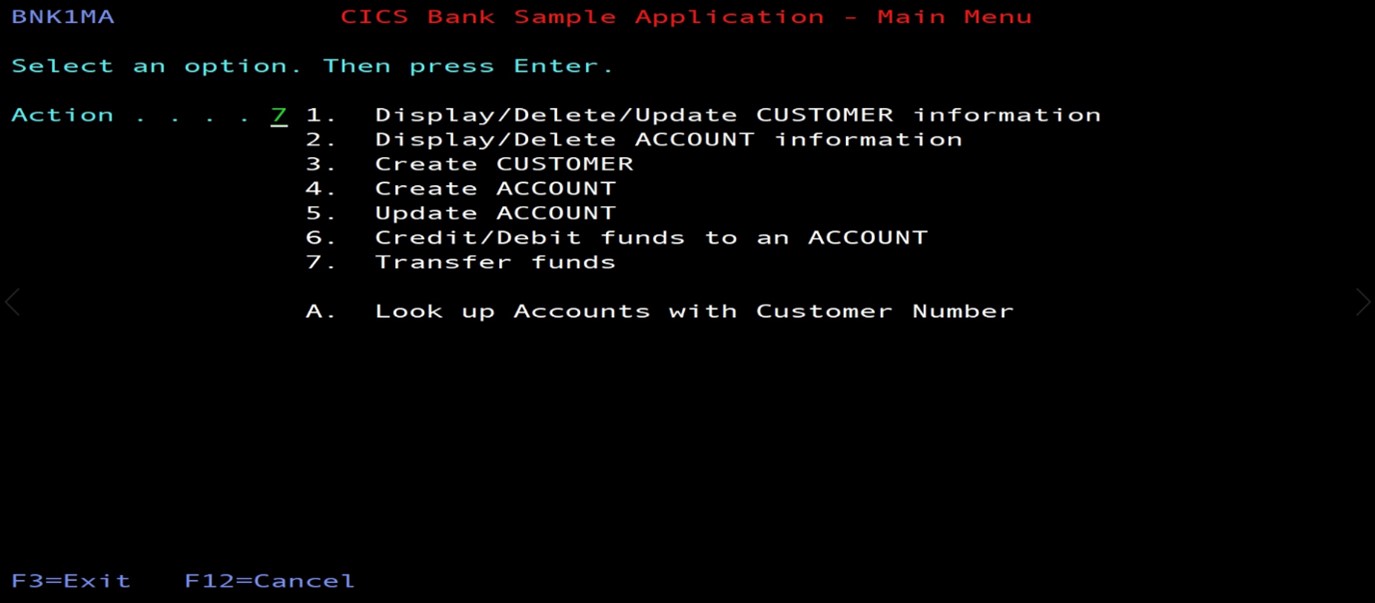 BNK1MA CICS Bank Sample Application – Main Menu
Select an option. Then press Enter.
Action . . . . 7 1. Display/Delete/Update CUSTOMER information
2. Display/Delete ACCOUNT information
3. Create CUSTOMER
4. Create ACCOUNT
5. Update ACCOUNT
6. Credit/Debit funds to an ACCOUNT
7. Transfer funds
A. Look up Accounts with Customer Number
F3=Exit F12=Cancel